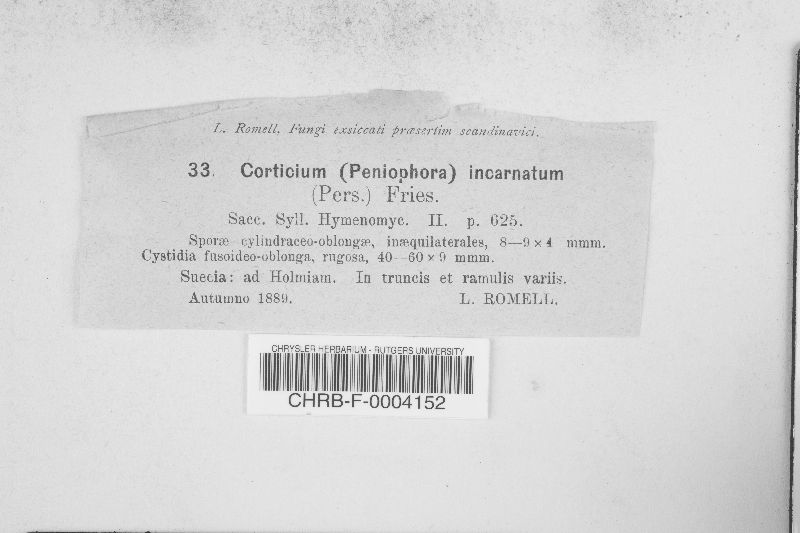 L. Romell. Fungi exsiccati præsertim scandinavici.
33. Corticium (Peniophora) incarnatum
(Pers.) Fries.
Sacc. Syll. Hymenomyc. II. p. 625.
Sporæ cylindraceo-oblongæ, inæquilaterales, 8—9 × 4 mmm.
Cystidia fusoideo-oblonga, rugosa, 40—60 × 9 mmm.
Suecia: ad Holmiam. In truncis et ramulis variis.
Autumno 1889. L. ROMELL.
CHRYSLER HERBARIUM - RUTGERS UNIVERSITY
CHRB-F-0004152